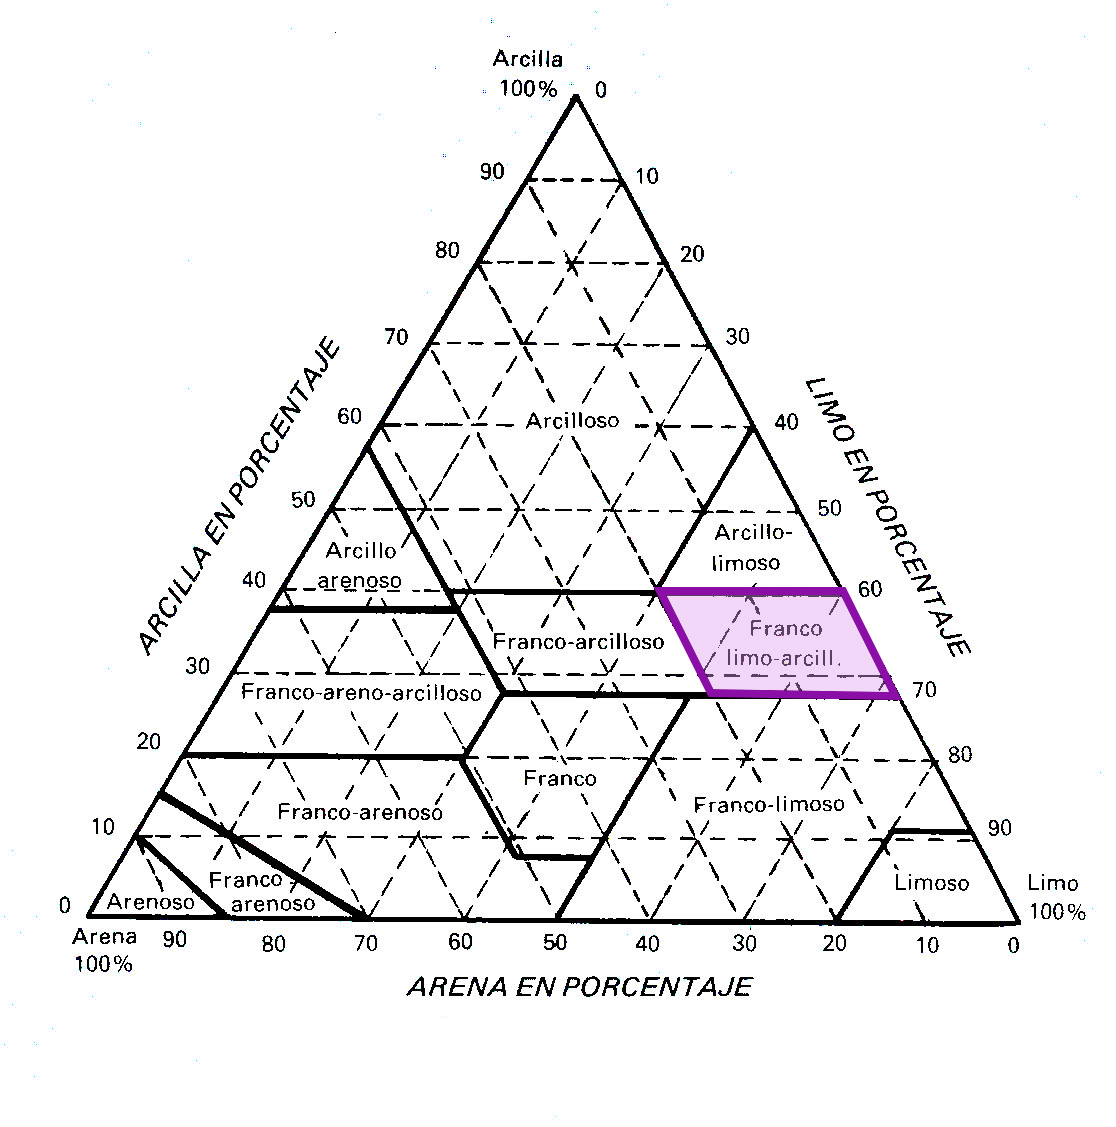 Arcilla
100% 0
90 10
80 20
70 30
60 40
Arcilloso
50 50
Arcillo-
limoso
Arcillo
arenoso
40 60
Franco
limo-arcill.
Franco-arcilloso
30 70
Franco-areno-arcilloso
20 80
Franco
Franco-limoso
Franco-arenoso
10 90
Franco-
arenoso
Arenoso
Limoso
0
Limo
100%
Arena
100%
90 80 70 60 50 40 30 20 10 0
ARCILLA EN PORCENTAJE
LIMO EN PORCENTAJE
ARENA EN PORCENTAJE